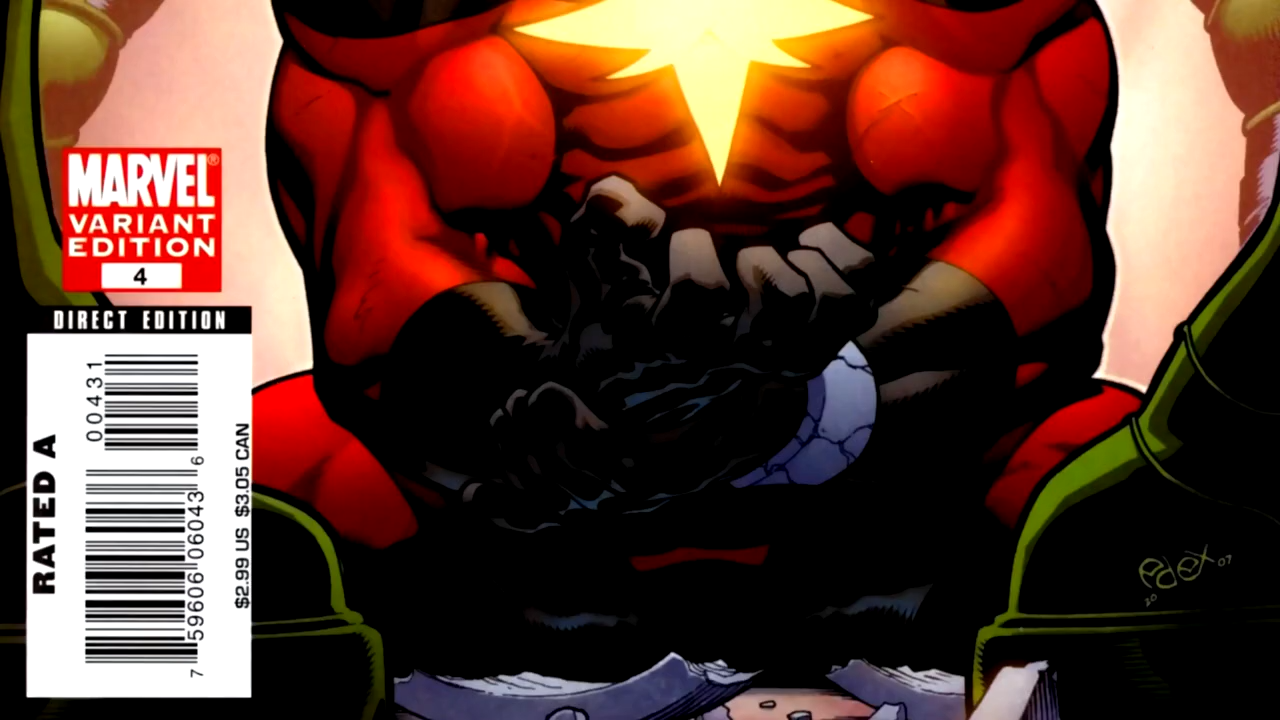 MARVEL®
VARIANT
EDITION
4
DIRECT EDITION
RATED A
00431
7 59606 06043 6
$2.99 US $3.05 CAN
edex
20 07